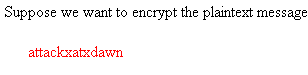 Suppose we want to encrypt the plaintext message
attackxatxdawn